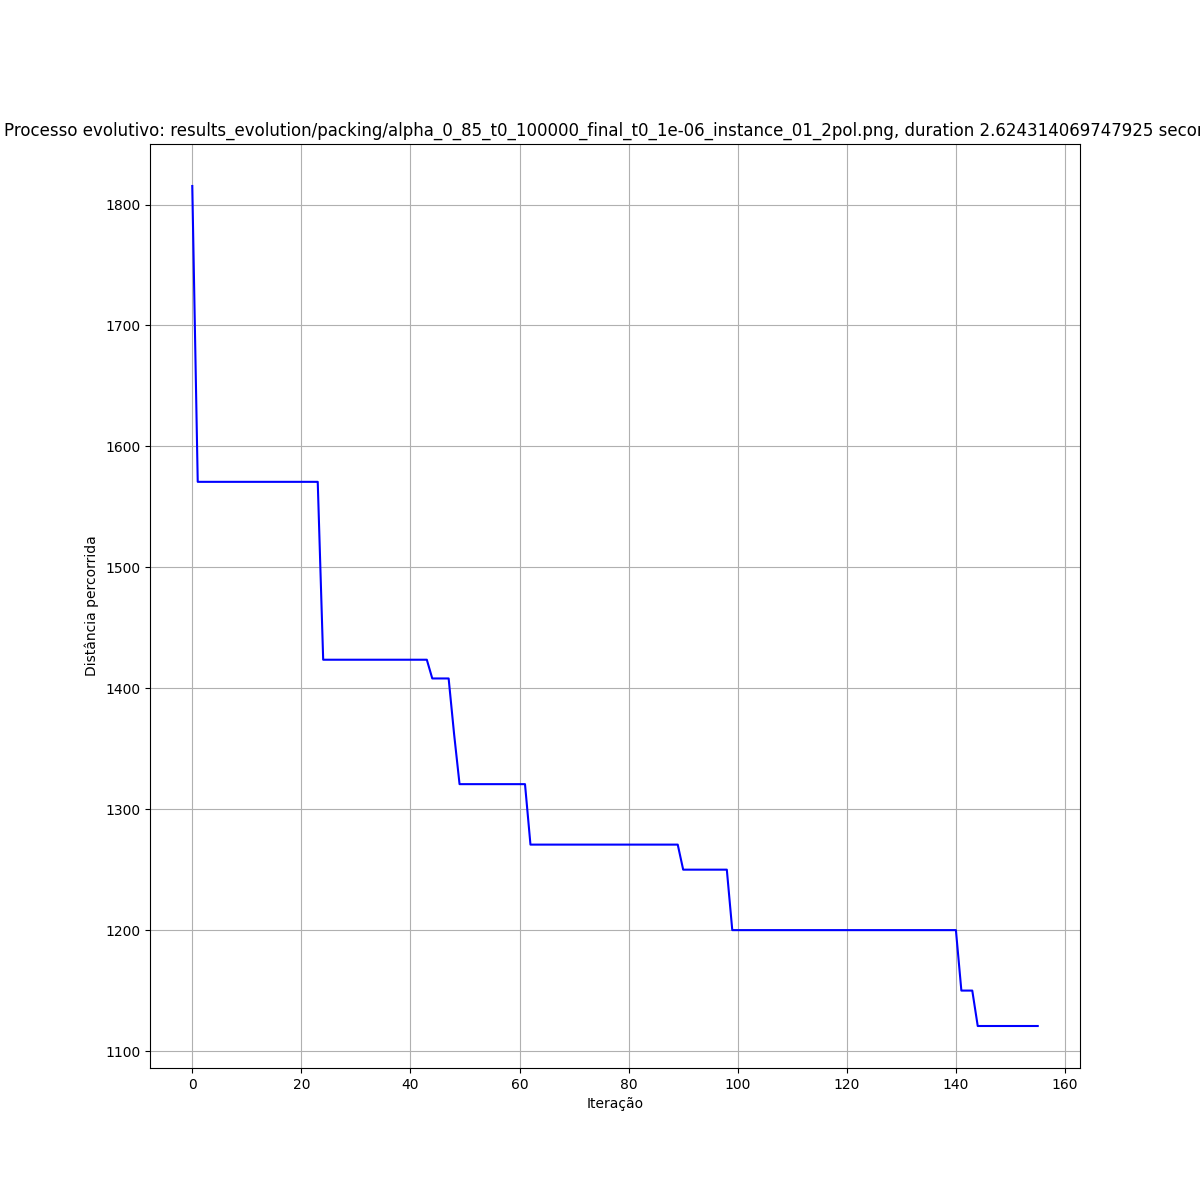 Processo evolutivo: results_evolution/packing/alpha_0_85_t0_100000_final_t0_1e-06_instance_01_2pol.png, duration 2.624314069747925 secon
1800
1700
1600
1500
1400
1300
1200
1100
Distância percorrida
0 20 40 60 80 100 120 140 160
Iteração